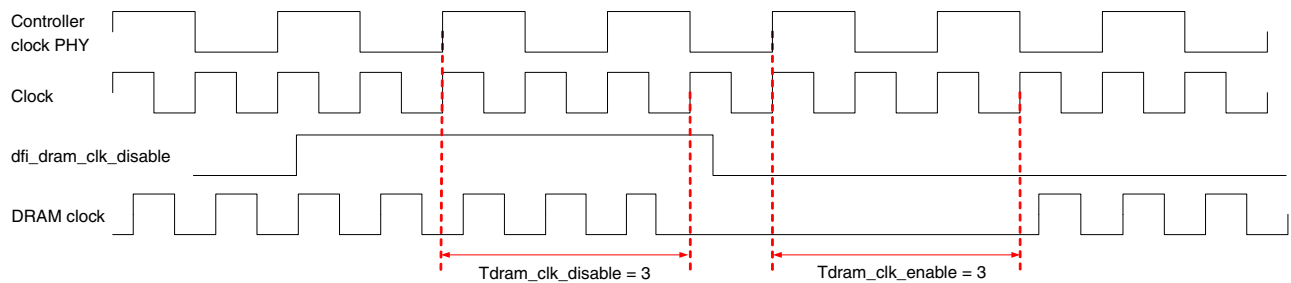 Controller
clock PHY
Clock
dfi_dram_clk_disable
DRAM clock
Tdram_clk_disable = 3
Tdram_clk_enable = 3